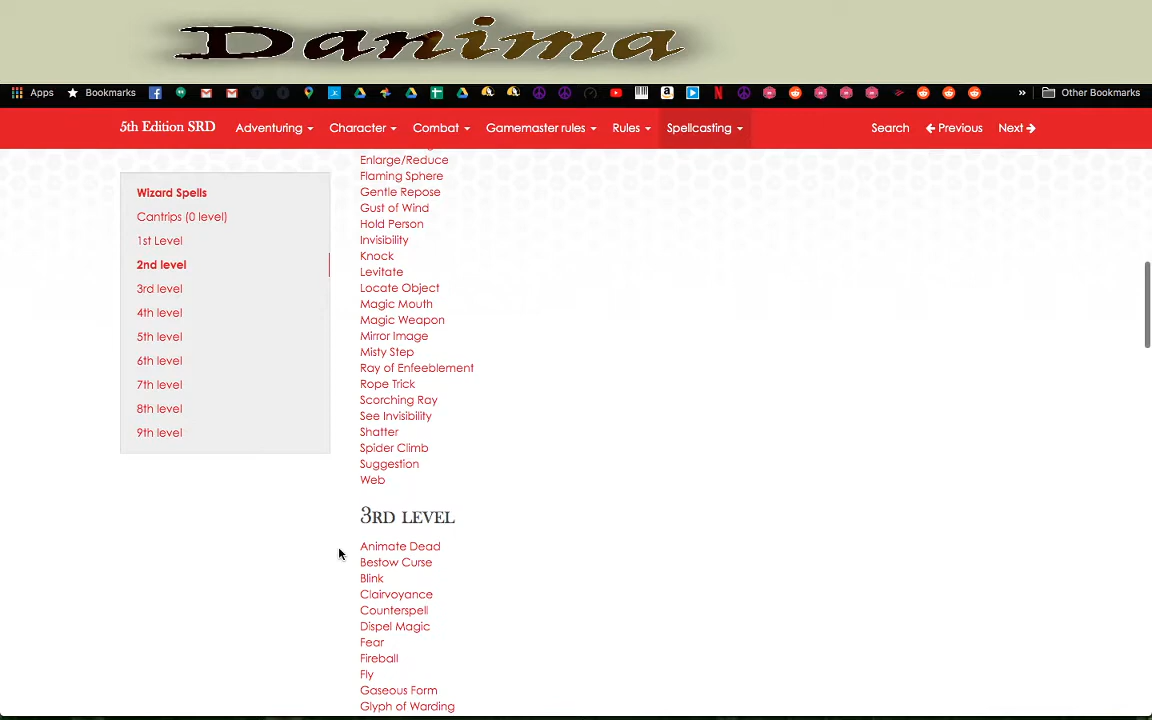 Danima
Apps Bookmarks » Other Bookmarks
5th Edition SRD Adventuring Character Combat Gamemaster rules Rules Spellcasting Search Previous Next
Wizard Spells
Cantrips (0 level)
1st Level
2nd level
3rd level
4th level
5th level
6th level
7th level
8th level
9th level
Enlarge/Reduce
Flaming Sphere
Gentle Repose
Gust of Wind
Hold Person
Invisibility
Knock
Levitate
Locate Object
Magic Mouth
Magic Weapon
Mirror Image
Misty Step
Ray of Enfeeblement
Rope Trick
Scorching Ray
See Invisibility
Shatter
Spider Climb
Suggestion
Web
3RD LEVEL
Animate Dead
Bestow Curse
Blink
Clairvoyance
Counterspell
Dispel Magic
Fear
Fireball
Fly
Gaseous Form
Glyph of Warding